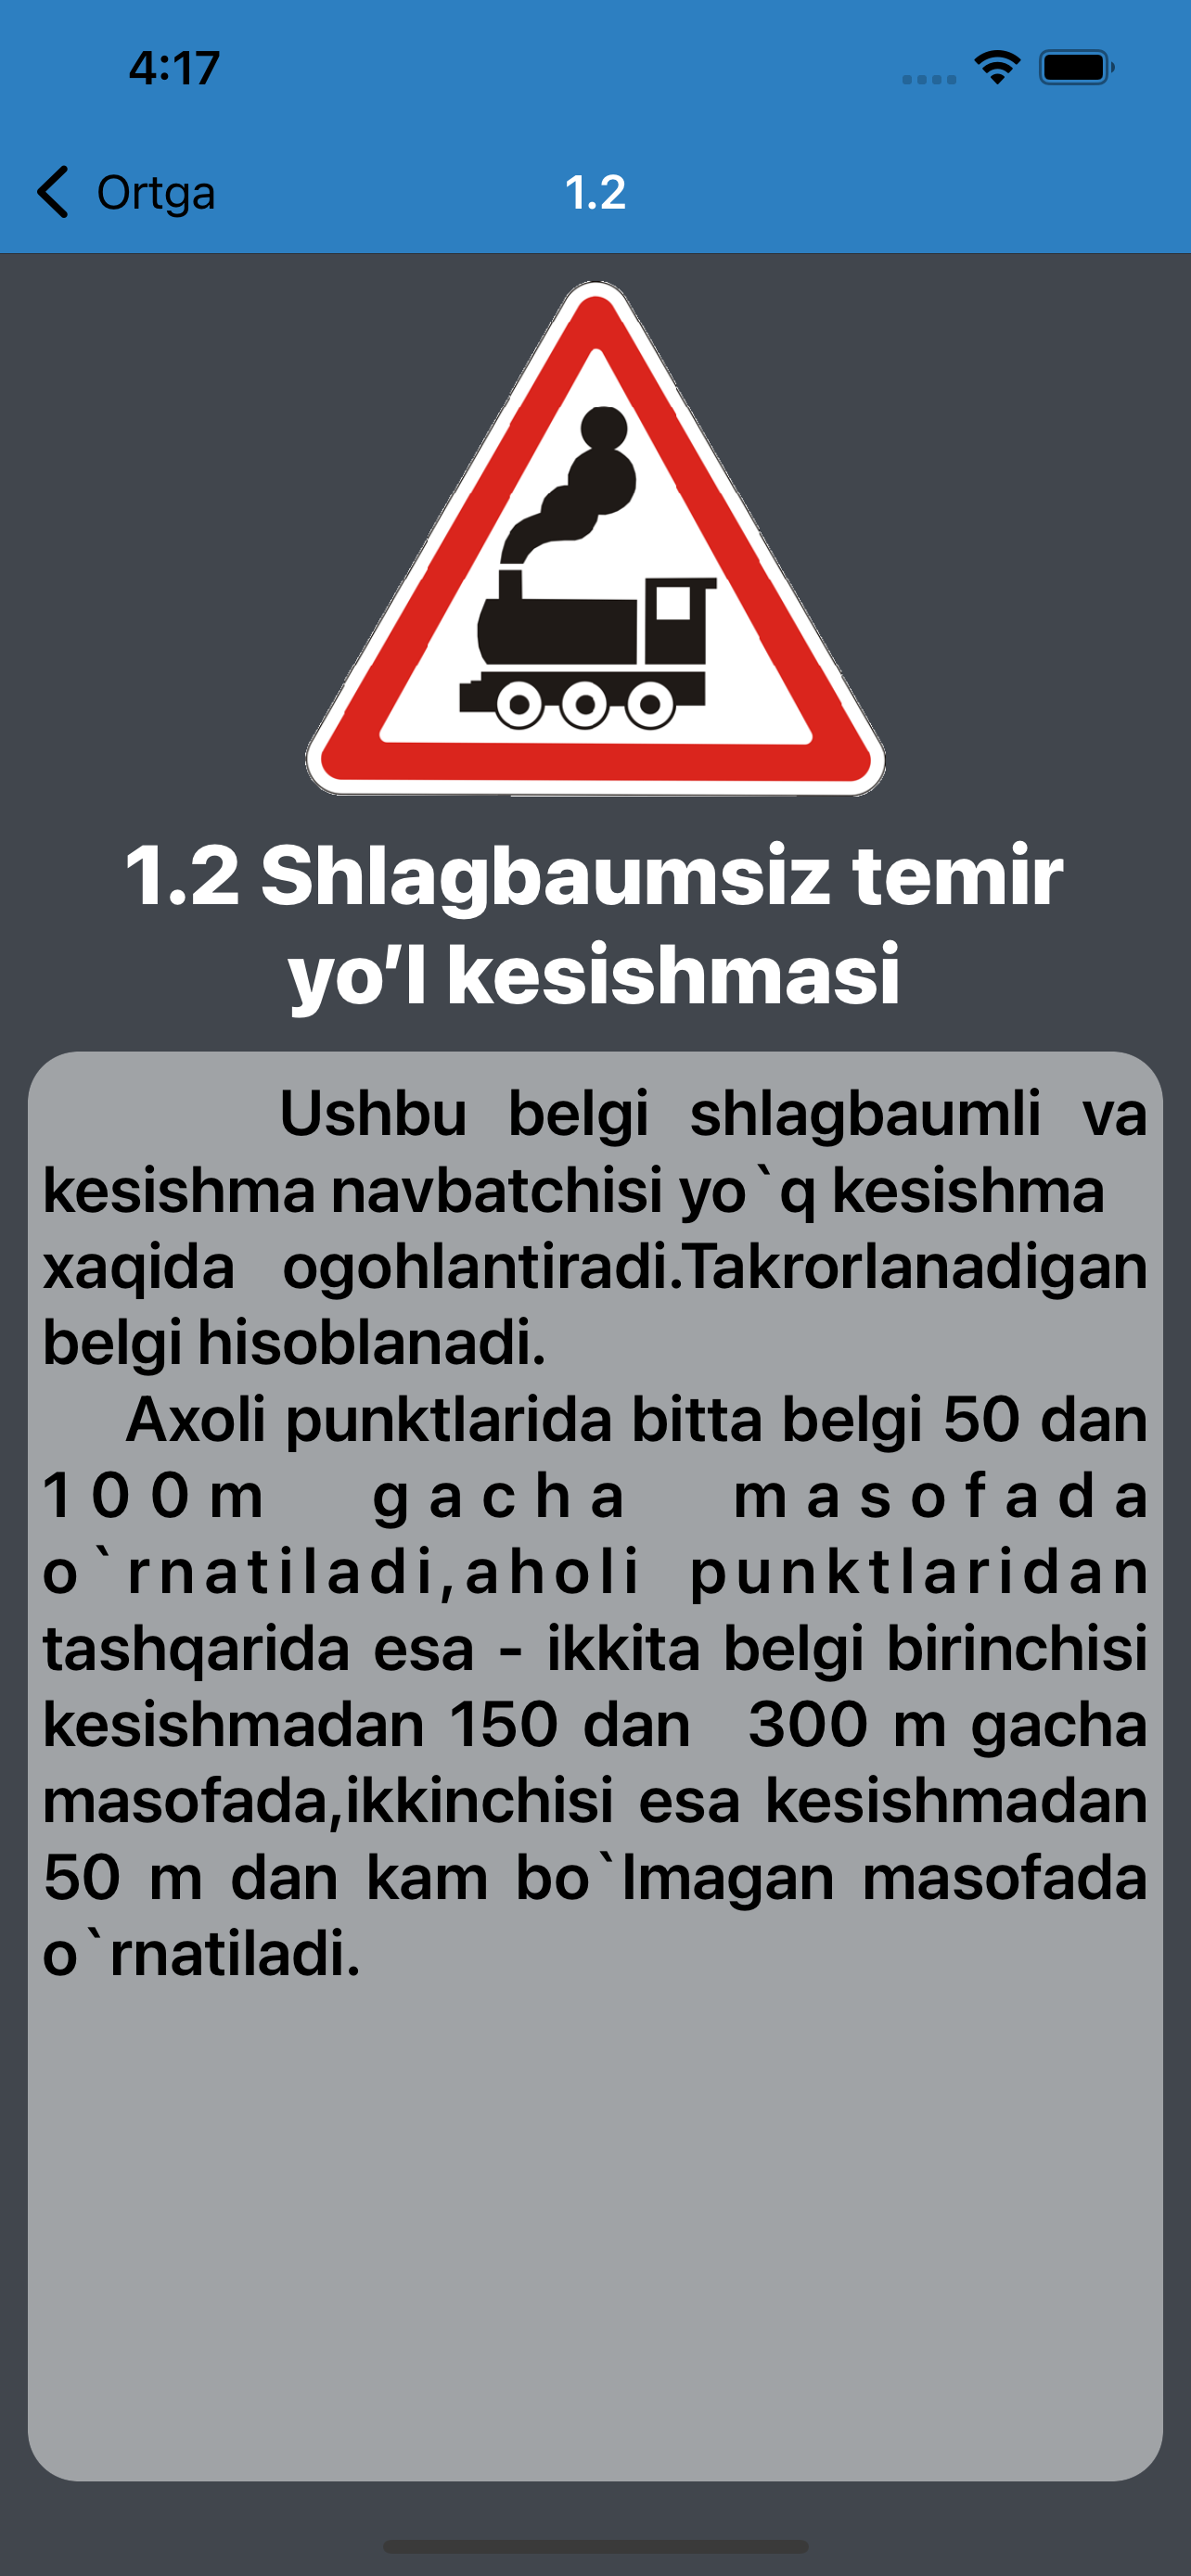 4:17
Ortga
1.2
1.2 Shlagbaumsiz temir
yo’l kesishmasi
Ushbu belgi shlagbaumli va
kesishma navbatchisi yo`q kesishma
xaqida ogohlantiradi.Takrorlanadigan
belgi hisoblanadi.
Axoli punktlarida bitta belgi 50 dan
100m gacha masofada
o`rnatiladi,aholi punktlaridan
tashqarida esa - ikkita belgi birinchisi
kesishmadan 150 dan 300 m gacha
masofada,ikkinchisi esa kesishmadan
50 m dan kam bo`lmagan masofada
o`rnatiladi.